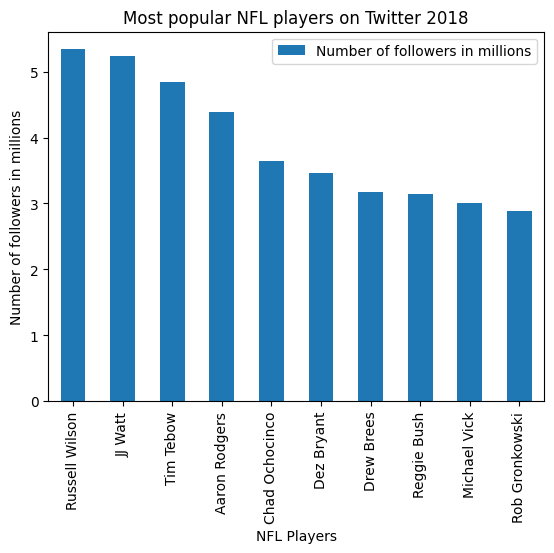 Most popular NFL players on Twitter 2018
Number of followers in millions
Number of followers in millions
5
4
3
2
1
0
Russell Wilson
JJ Watt
Tim Tebow
Aaron Rodgers
Chad Ochocinco
Dez Bryant
Drew Brees
Reggie Bush
Michael Vick
Rob Gronkowski
NFL Players